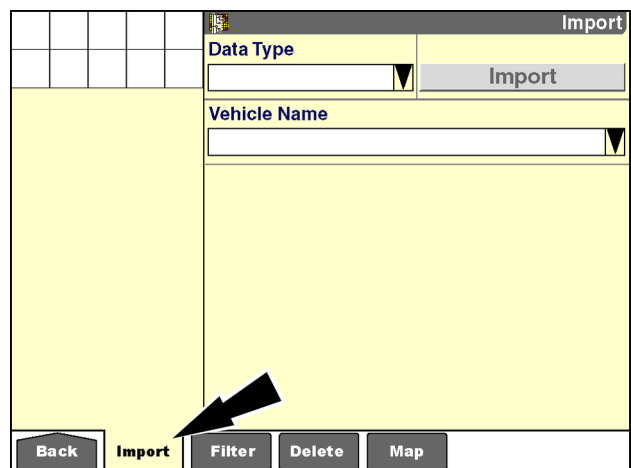 Import
Data Type
Import
Vehicle Name
Back Import Filter Delete Map